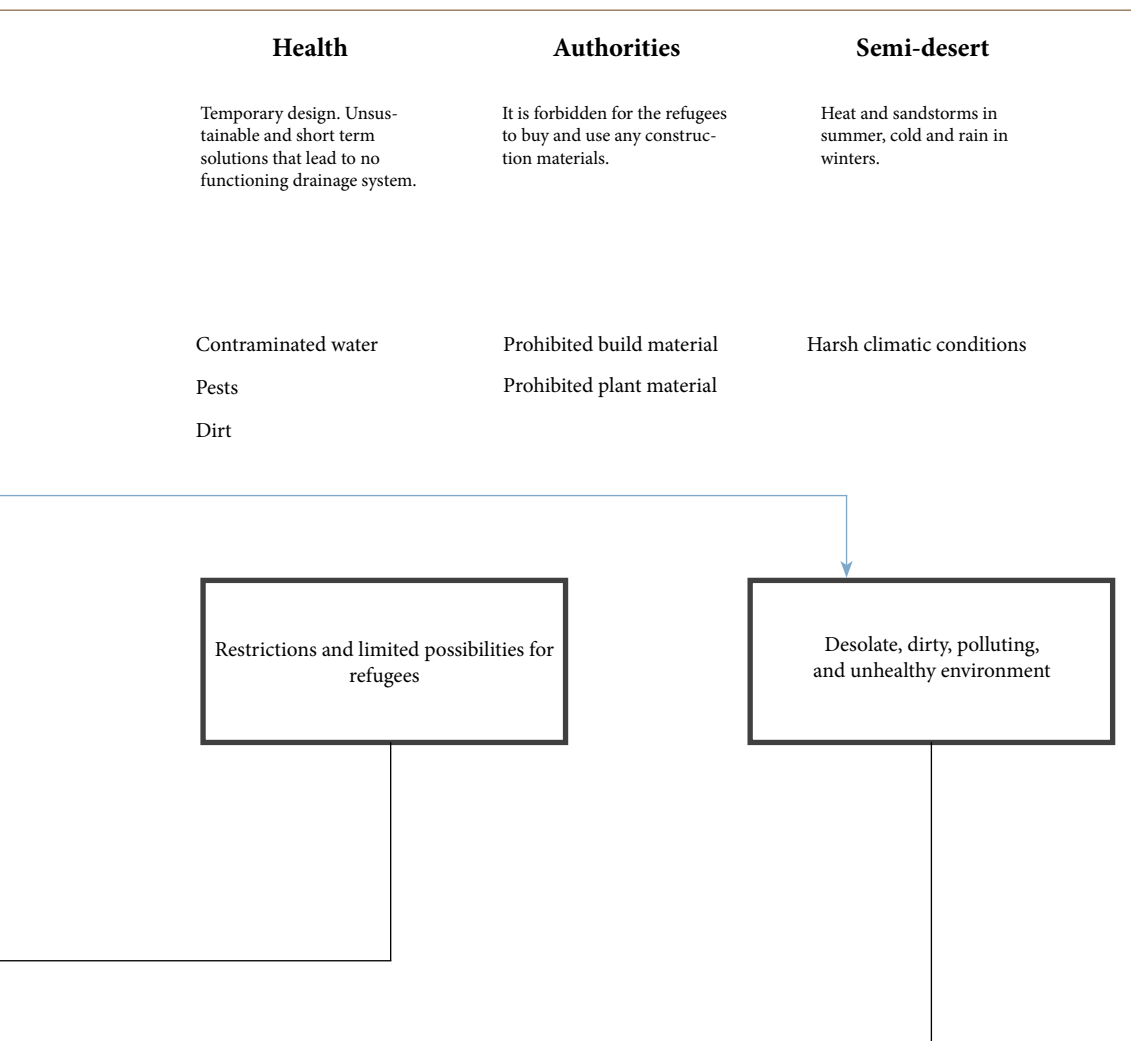 Health
Authorities
Semi-desert
Temporary design. Unsus-
tainable and short term
solutions that lead to no
functioning drainage system.
It is forbidden for the refugees
to buy and use any construc-
tion materials.
Heat and sandstorms in
summer, cold and rain in
winters.
Contaminated water
Pests
Dirt
Prohibited build material
Prohibited plant material
Harsh climatic conditions
Restrictions and limited possibilities for
refugees
Desolate, dirty, polluting,
and unhealthy environment